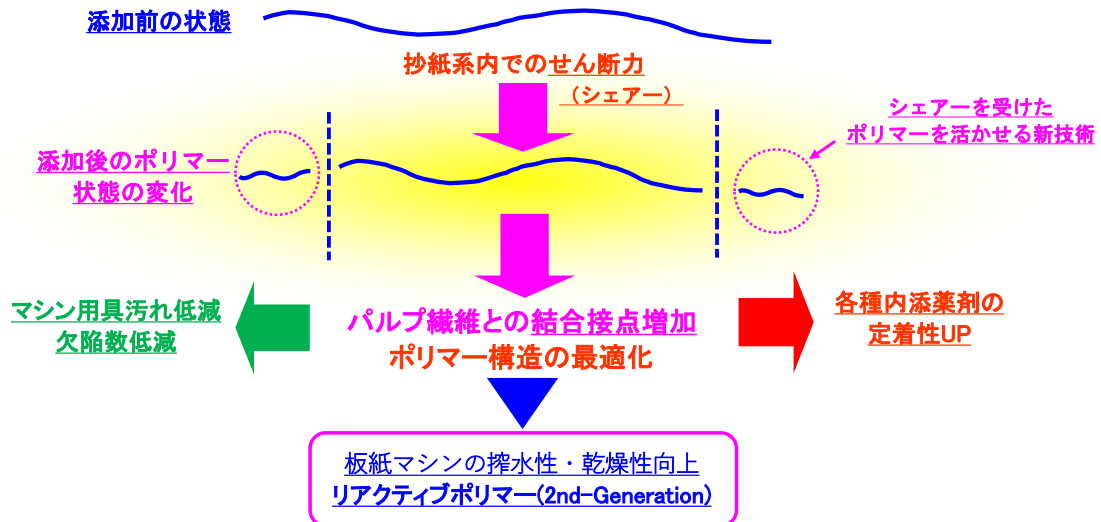 添加前の状態
抄紙系内でのせん断力
（シェアー）
シェアーを受けた
ポリマーを活かせる新技術
添加後のポリマー
状態の変化
マシン用具汚れ低減
欠陥数低減
パルプ繊維との結合接点増加
ポリマー構造の最適化
各種内添薬剤の
定着性UP
板紙マシンの搾水性・乾燥性向上
リアクティブポリマー(2nd-Generation)